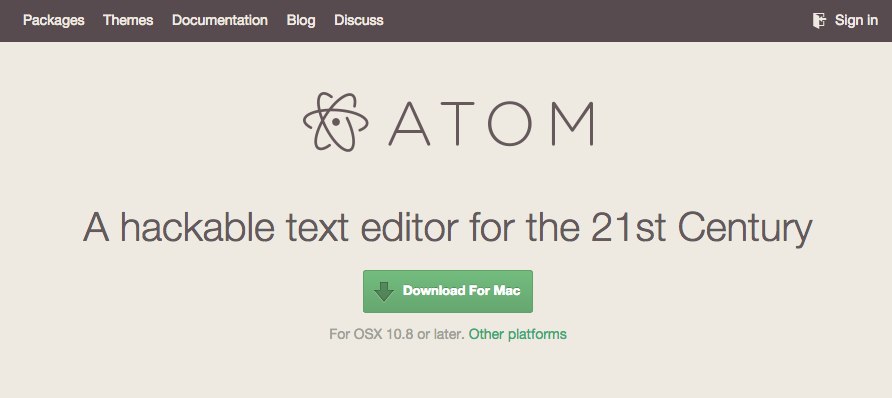 Packages Themes Documentation Blog Discuss Sign in
ATOM
A hackable text editor for the 21st Century
Download For Mac
For OSX 10.8 or later. Other platforms